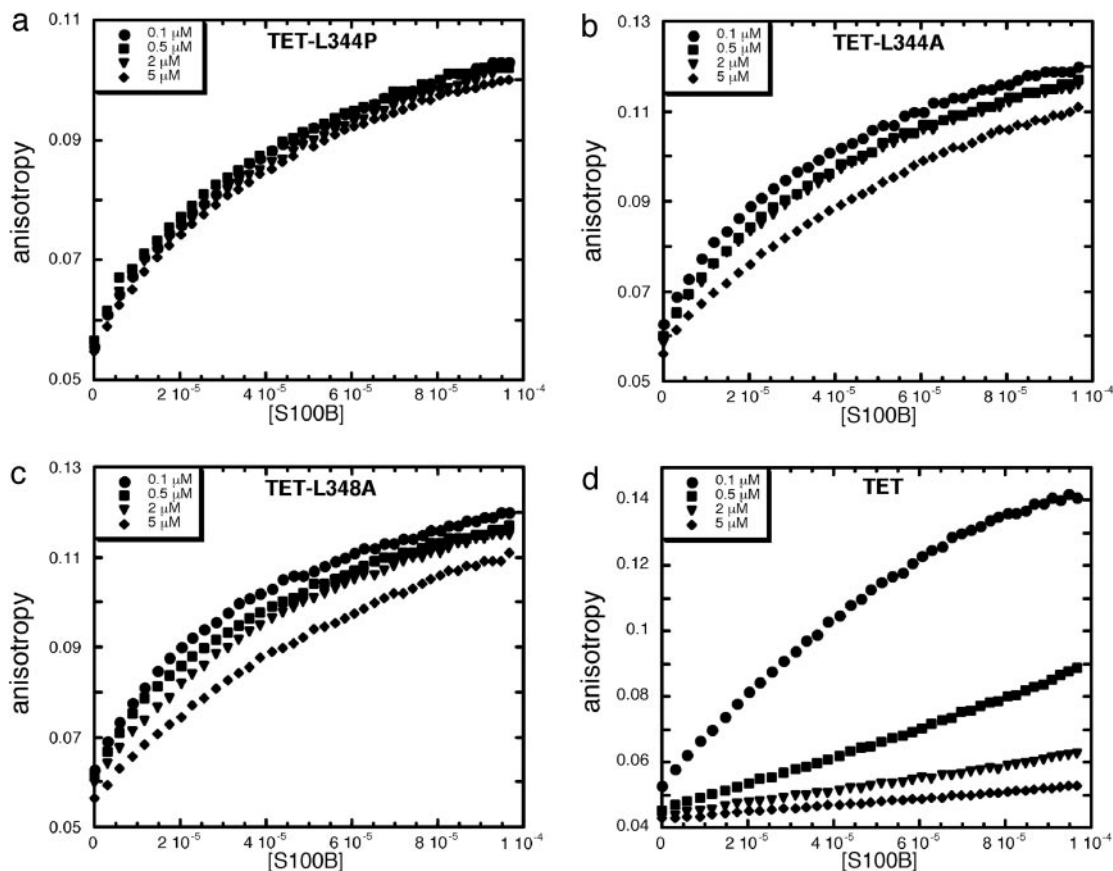 a
TET-L344P
0.1 μM
0.5 μM
2 μM
5 μM
0.11
0.09
0.07
0.05
anisotropy
0
2 10-5
4 10-5
6 10-5
8 10-5
1 10-4
[S100B]
b
TET-L344A
0.1 μM
0.5 μM
2 μM
5 μM
0.13
0.11
0.09
0.07
0.05
anisotropy
0
2 10-5
4 10-5
6 10-5
8 10-5
1 10-4
[S100B]
c
TET-L348A
0.1 μM
0.5 μM
2 μM
5 μM
0.13
0.11
0.09
0.07
0.05
anisotropy
0
2 10-5
4 10-5
6 10-5
8 10-5
1 10-4
[S100B]
d
TET
0.1 μM
0.5 μM
2 μM
5 μM
0.14
0.12
0.1
0.08
0.06
0.04
anisotropy
0
2 10-5
4 10-5
6 10-5
8 10-5
1 10-4
[S100B]